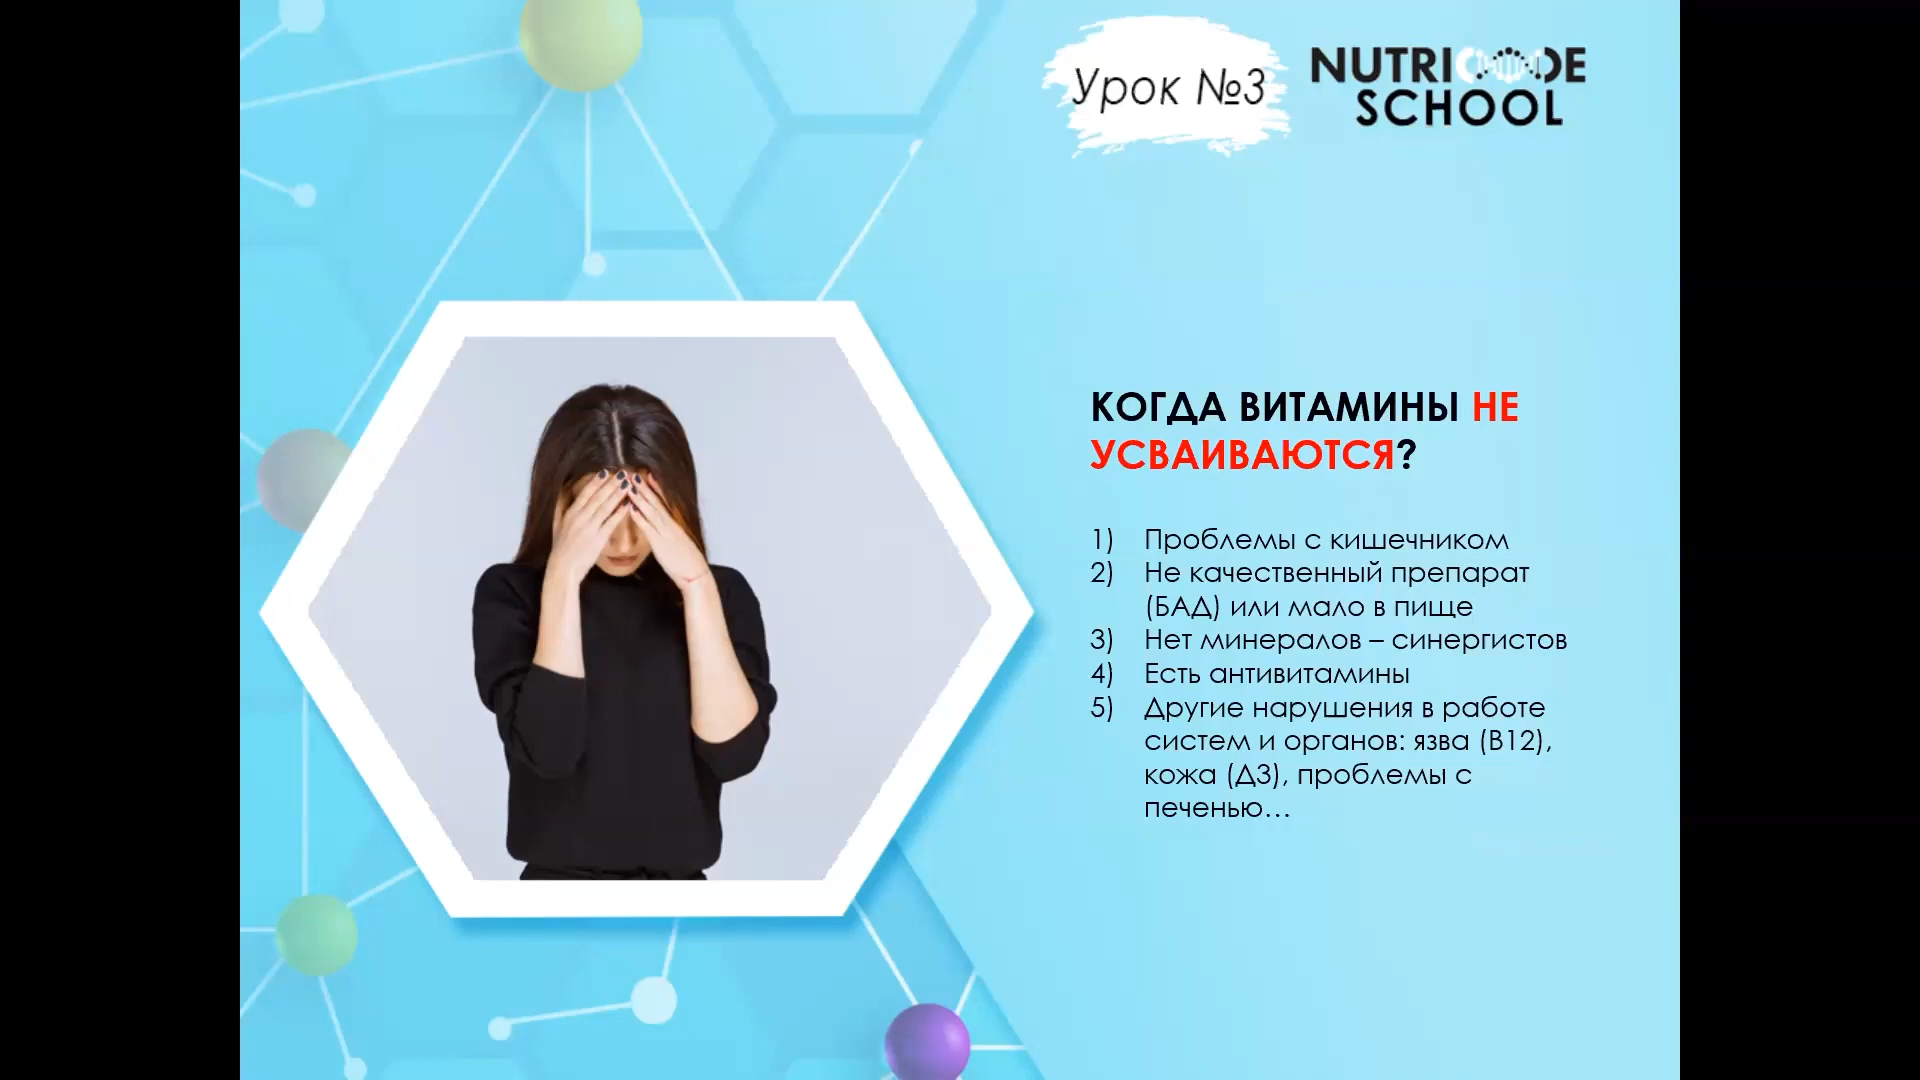 Урок №3
NUTRICODE
SCHOOL
КОГДА ВИТАМИНЫ НЕ
УСВАИВАЮТСЯ?
1) Проблемы с кишечником
2) Не качественный препарат
(БАД) или мало в пище
3) Нет минералов – синергистов
4) Есть антивитамины
5) Другие нарушения в работе
систем и органов: язва (В12),
кожа (Д3), проблемы с
печенью…